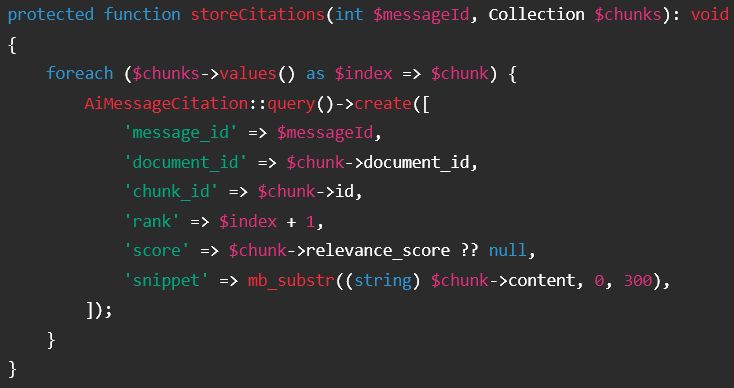 protected function storeCitations(int $messageId, Collection $chunks): void
{
    foreach ($chunks->values() as $index => $chunk) {
        AiMessageCitation::query()->create([
            'message_id' => $messageId,
            'document_id' => $chunk->document_id,
            'chunk_id' => $chunk->id,
            'rank' => $index + 1,
            'score' => $chunk->relevance_score ?? null,
            'snippet' => mb_substr((string) $chunk->content, 0, 300),
        ]);
    }
}